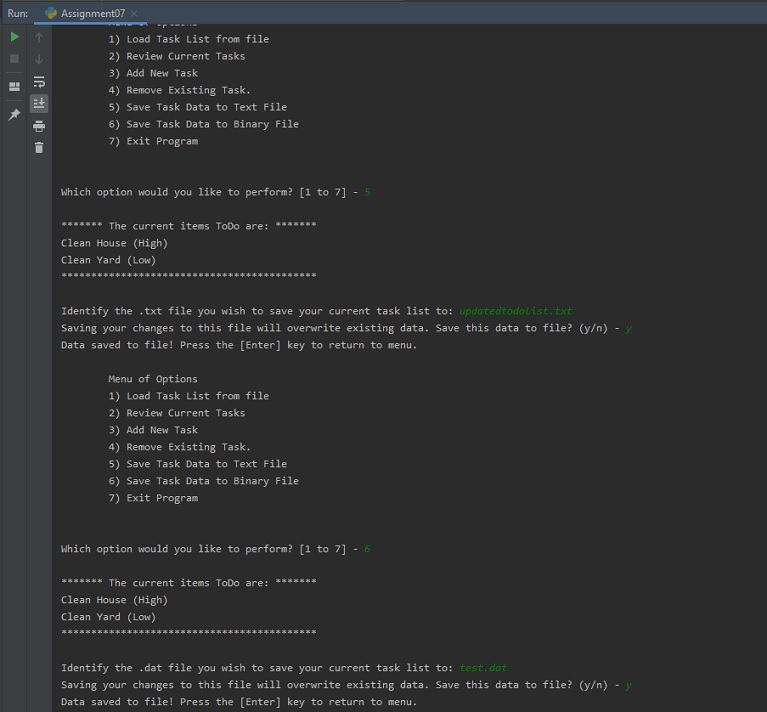 Run: Assignment07
Menu of Options
1) Load Task List from file
2) Review Current Tasks
3) Add New Task
4) Remove Existing Task.
5) Save Task Data to Text File
6) Save Task Data to Binary File
7) Exit Program
Which option would you like to perform? [1 to 7] - 5
******* The current items ToDo are: *******
Clean House (High)
Clean Yard (Low)
*******************************************
Identify the .txt file you wish to save your current task list to: updatedtodolist.txt
Saving your changes to this file will overwrite existing data. Save this data to file? (y/n) - y
Data saved to file! Press the [Enter] key to return to menu.
Menu of Options
1) Load Task List from file
2) Review Current Tasks
3) Add New Task
4) Remove Existing Task.
5) Save Task Data to Text File
6) Save Task Data to Binary File
7) Exit Program
Which option would you like to perform? [1 to 7] - 6
******* The current items ToDo are: *******
Clean House (High)
Clean Yard (Low)
*******************************************
Identify the .dat file you wish to save your current task list to: test.dat
Saving your changes to this file will overwrite existing data. Save this data to file? (y/n) - y
Data saved to file! Press the [Enter] key to return to menu.